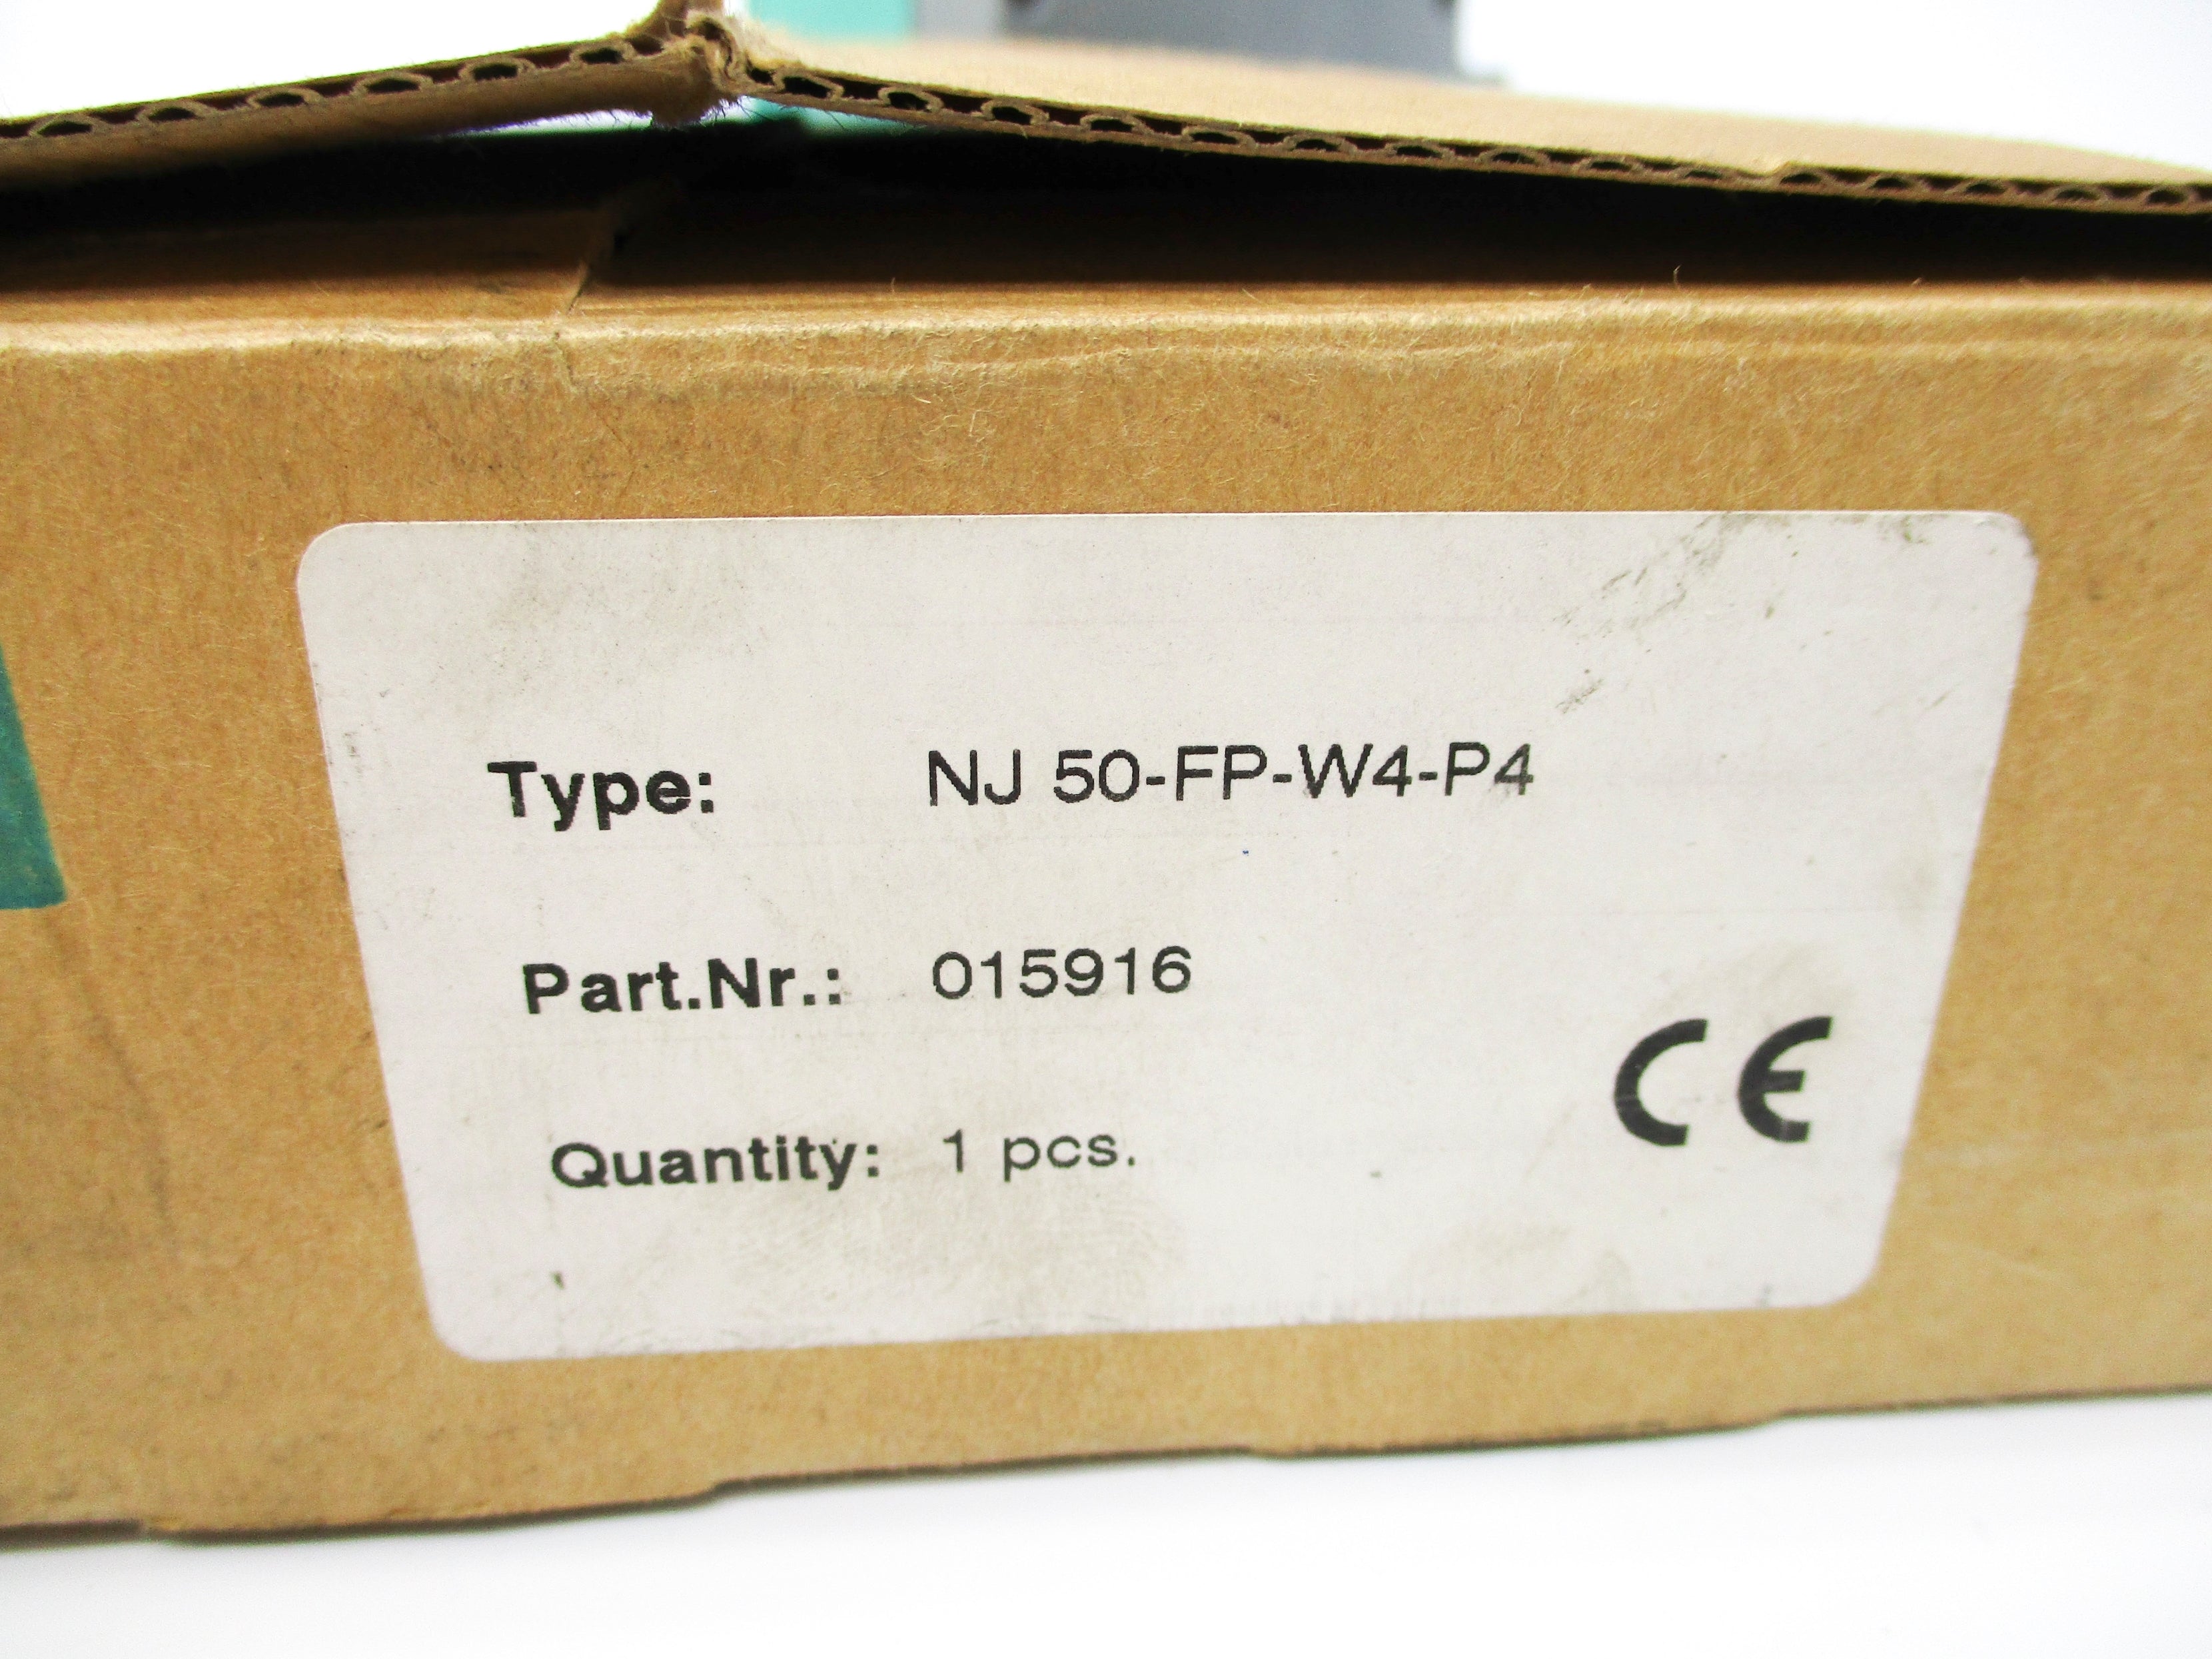 Type: NJ 50-FP-W4-P4
Part.Nr.: 015916
Quantity: 1 pcs.
CE